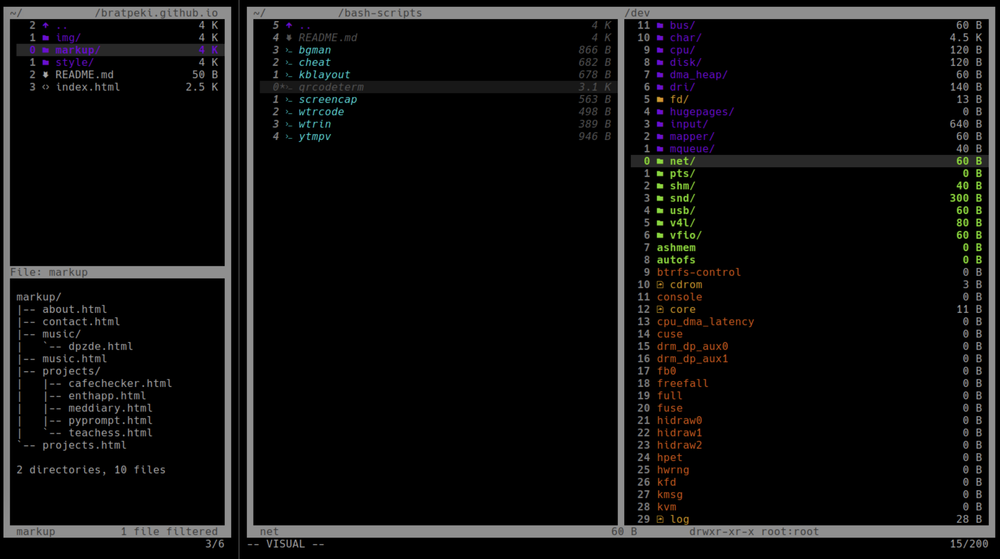 ~/ /bratpeki.github.io
2 ↑ .. 4 K
1 img/ 4 K
0 markup/ 4 K
1 style/ 4 K
2 README.md 50 B
3 <> index.html 2.5 K
File: markup
markup/
|-- about.html
|-- contact.html
|-- music/
|   `-- dpzde.html
|-- music.html
|-- projects/
|   |-- cafechecker.html
|   |-- enthapp.html
|   |-- meddiary.html
|   |-- pyprompt.html
|   `-- teachess.html
`-- projects.html
2 directories, 10 files
markup 1 file filtered
3/6
~/ /bash-scripts
5 ↑ .. 4 K
4 README.md 4 K
3 >_ bgman 866 B
2 >_ cheat 682 B
1 >_ kblayout 678 B
0*>_ qrcodeterm 3.1 K
1 >_ screencap 563 B
2 >_ wtrcode 498 B
3 >_ wtrin 389 B
4 >_ ytmpv 946 B
/dev
11 bus/ 60 B
10 char/ 4.5 K
9 cpu/ 120 B
8 disk/ 120 B
7 dma_heap/ 60 B
6 dri/ 140 B
5 fd/ 13 B
4 hugepages/ 0 B
3 input/ 640 B
2 mapper/ 60 B
1 mqueue/ 40 B
0 net/ 60 B
1 pts/ 0 B
2 shm/ 40 B
3 snd/ 300 B
4 usb/ 60 B
5 v4l/ 80 B
6 vfio/ 60 B
7 ashmem 0 B
8 autofs 0 B
9 btrfs-control 0 B
10 cdrom 3 B
11 console 0 B
12 core 11 B
13 cpu_dma_latency 0 B
14 cuse 0 B
15 drm_dp_aux0 0 B
16 drm_dp_aux1 0 B
17 fb0 0 B
18 freefall 0 B
19 full 0 B
20 fuse 0 B
21 hidraw0 0 B
22 hidraw1 0 B
23 hidraw2 0 B
24 hpet 0 B
25 hwrng 0 B
26 kfd 0 B
27 kmsg 0 B
28 kvm 0 B
29 log 28 B
net 60 B drwxr-xr-x root:root
-- VISUAL -- 15/200